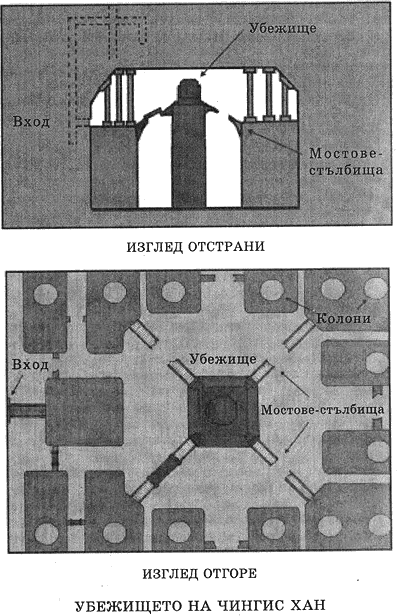 Убежище
Вход
Мостове-
стълбища
ИЗГЛЕД ОТСТРАНИ
Колони
Убежище
Вход
Мостове-стълбища
ИЗГЛЕД ОТГОРЕ
УБЕЖИЩЕТО НА ЧИНГИС ХАН